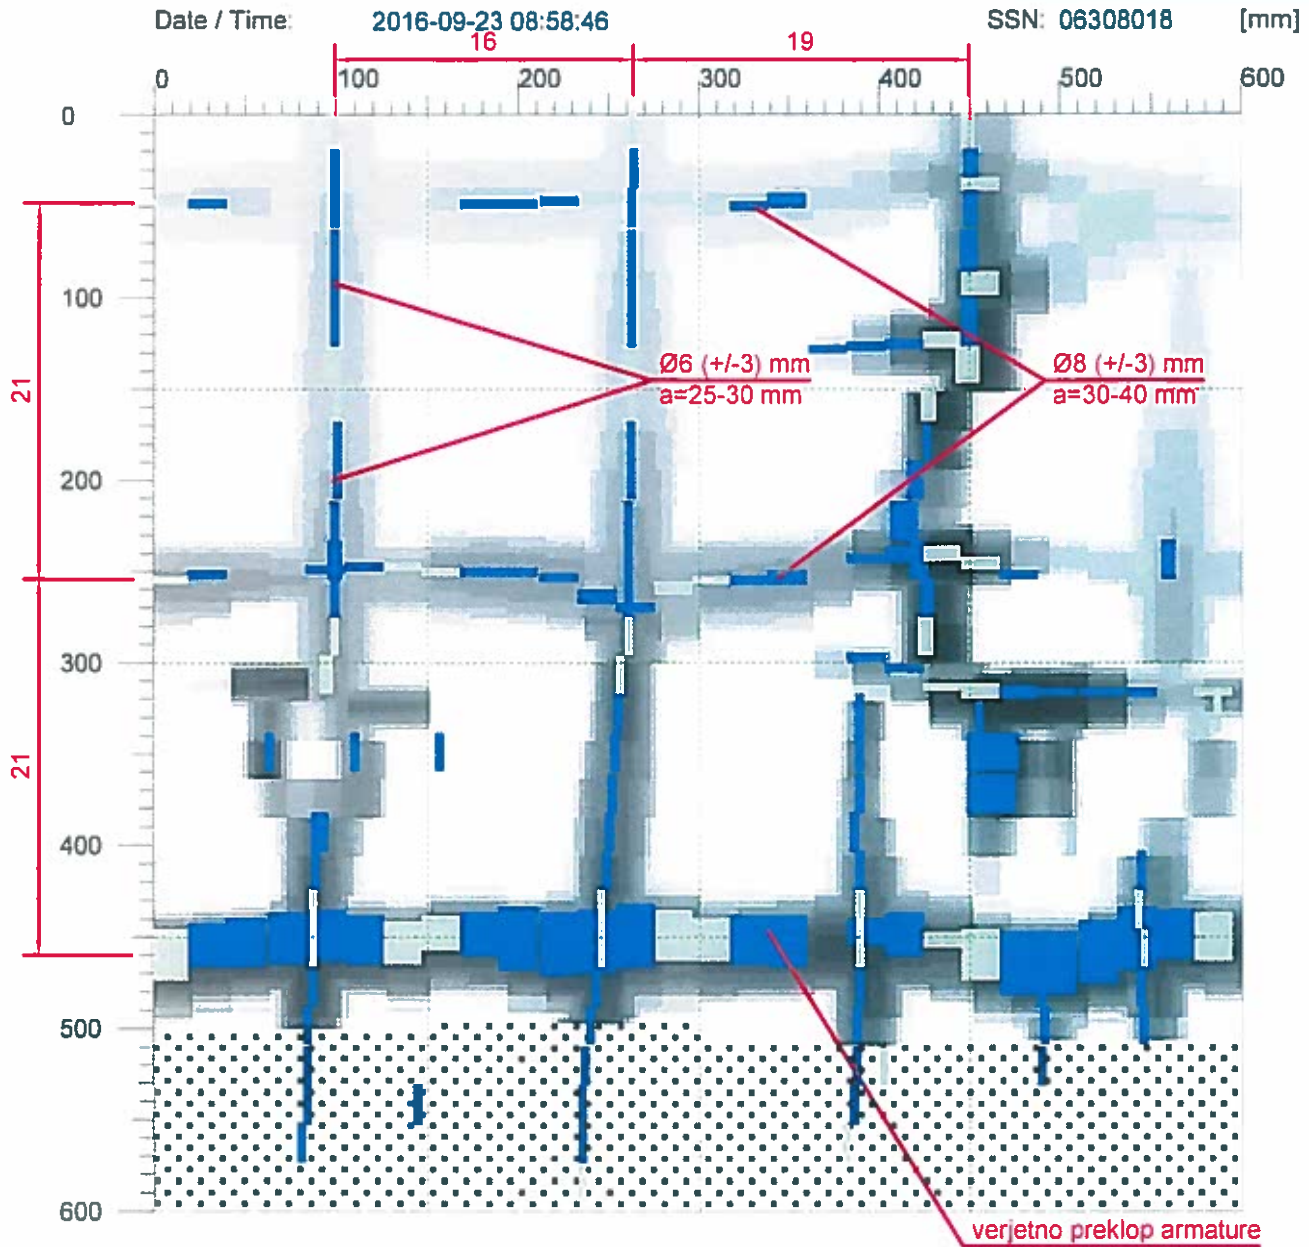 Date / Time: 2016-09-23 08:58:46 SSN: 06308018 [mm]
16 19
0 100 200 300 400 500 600
0
100
Ø6 (+/-3) mm
a=25-30 mm
Ø8 (+/-3) mm
a=30-40 mm
21
200
300
21
400
500
600
verjetno preklop armature